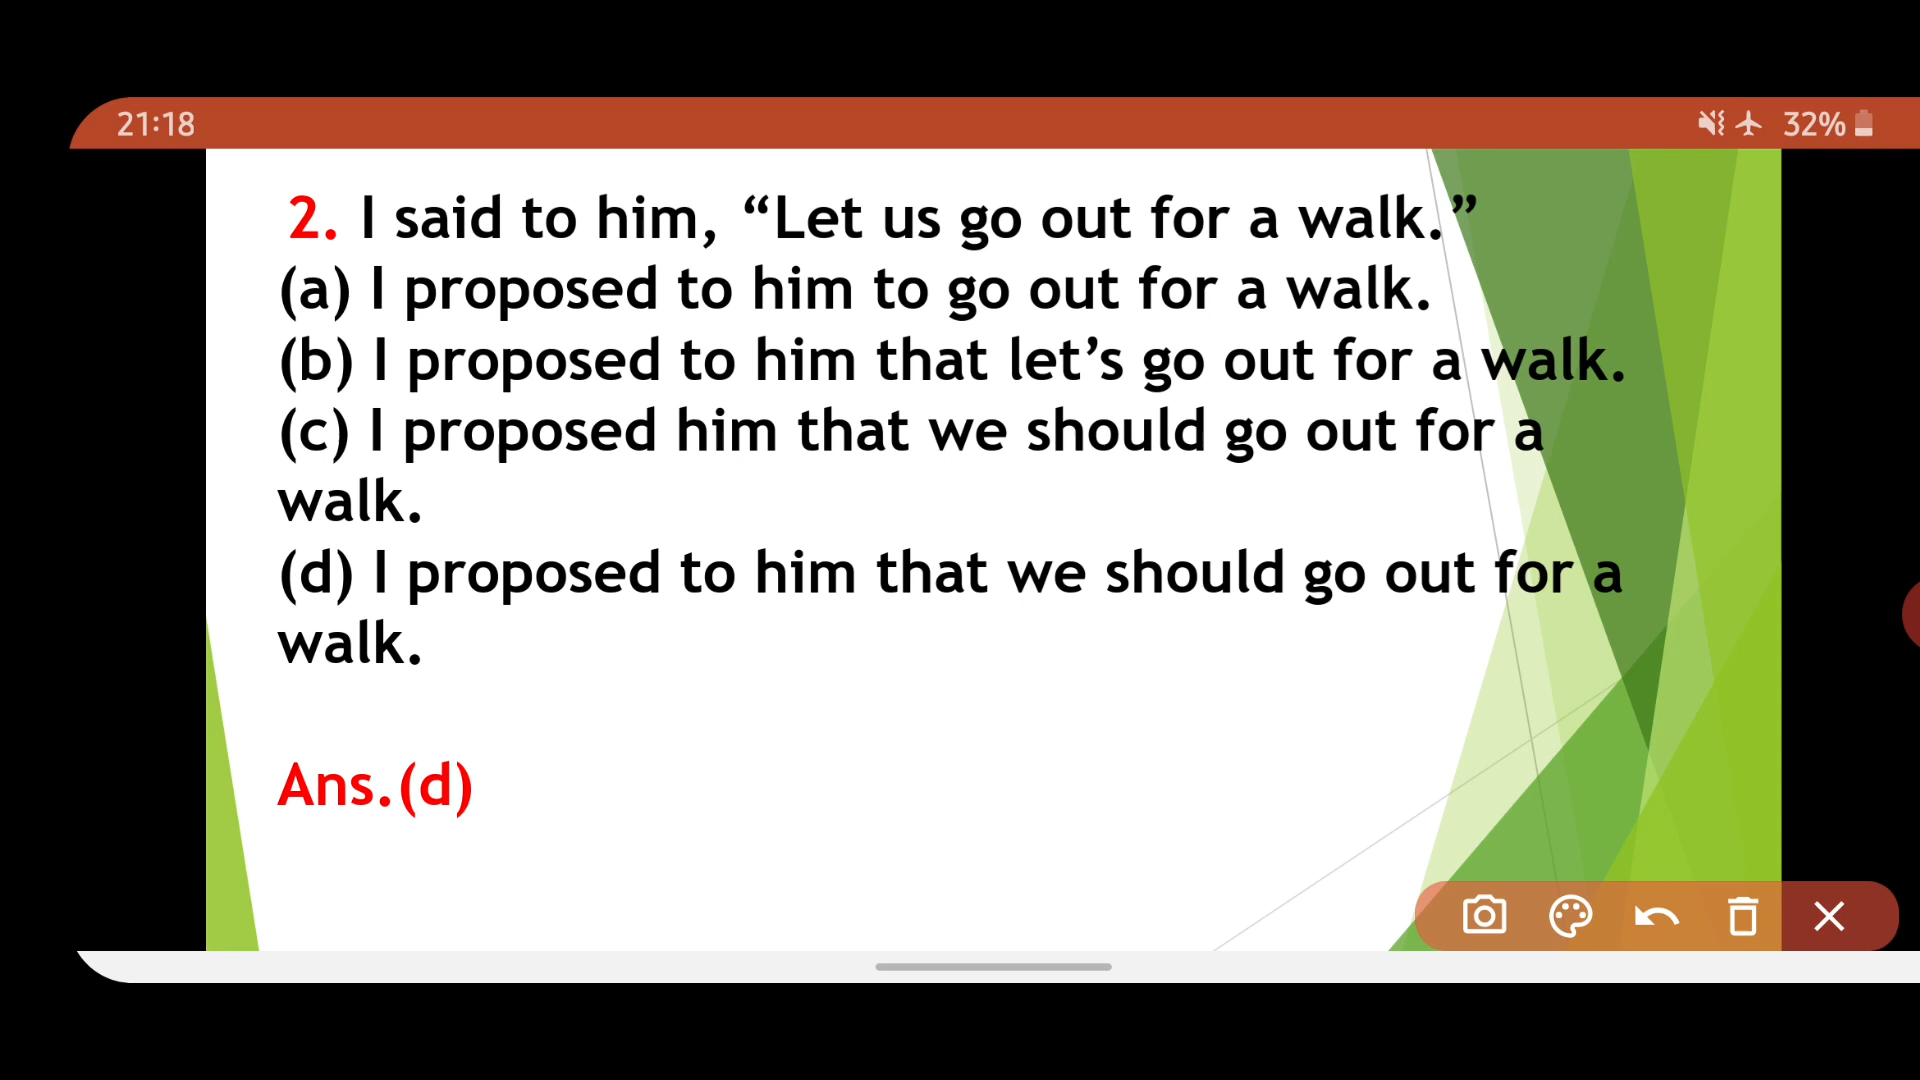 21:18
32%
2. I said to him, “Let us go out for a walk.”
(a) I proposed to him to go out for a walk.
(b) I proposed to him that let’s go out for a walk.
(c) I proposed him that we should go out for a
walk.
(d) I proposed to him that we should go out for a
walk.
Ans.(d)